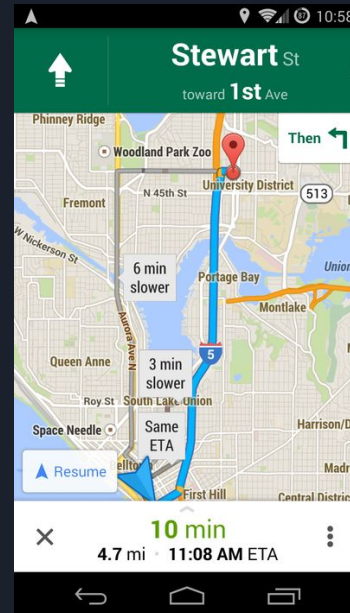 10:58
Stewart St
toward 1st Ave
Then
Phinney Ridge
Woodland Park Zoo
N 45th St
University District
513
Fremont
W Nickerson St
Union
6 min
slower
Portage Bay
Montlake
Aurora Ave N
5
Queen Anne
3 min
slower
Roy St
South Lake Union
Harrison/D
Space Needle
Same
ETA
Madr
Resume
First Hill
Central Distric
10 min
4.7 mi · 11:08 AM ETA